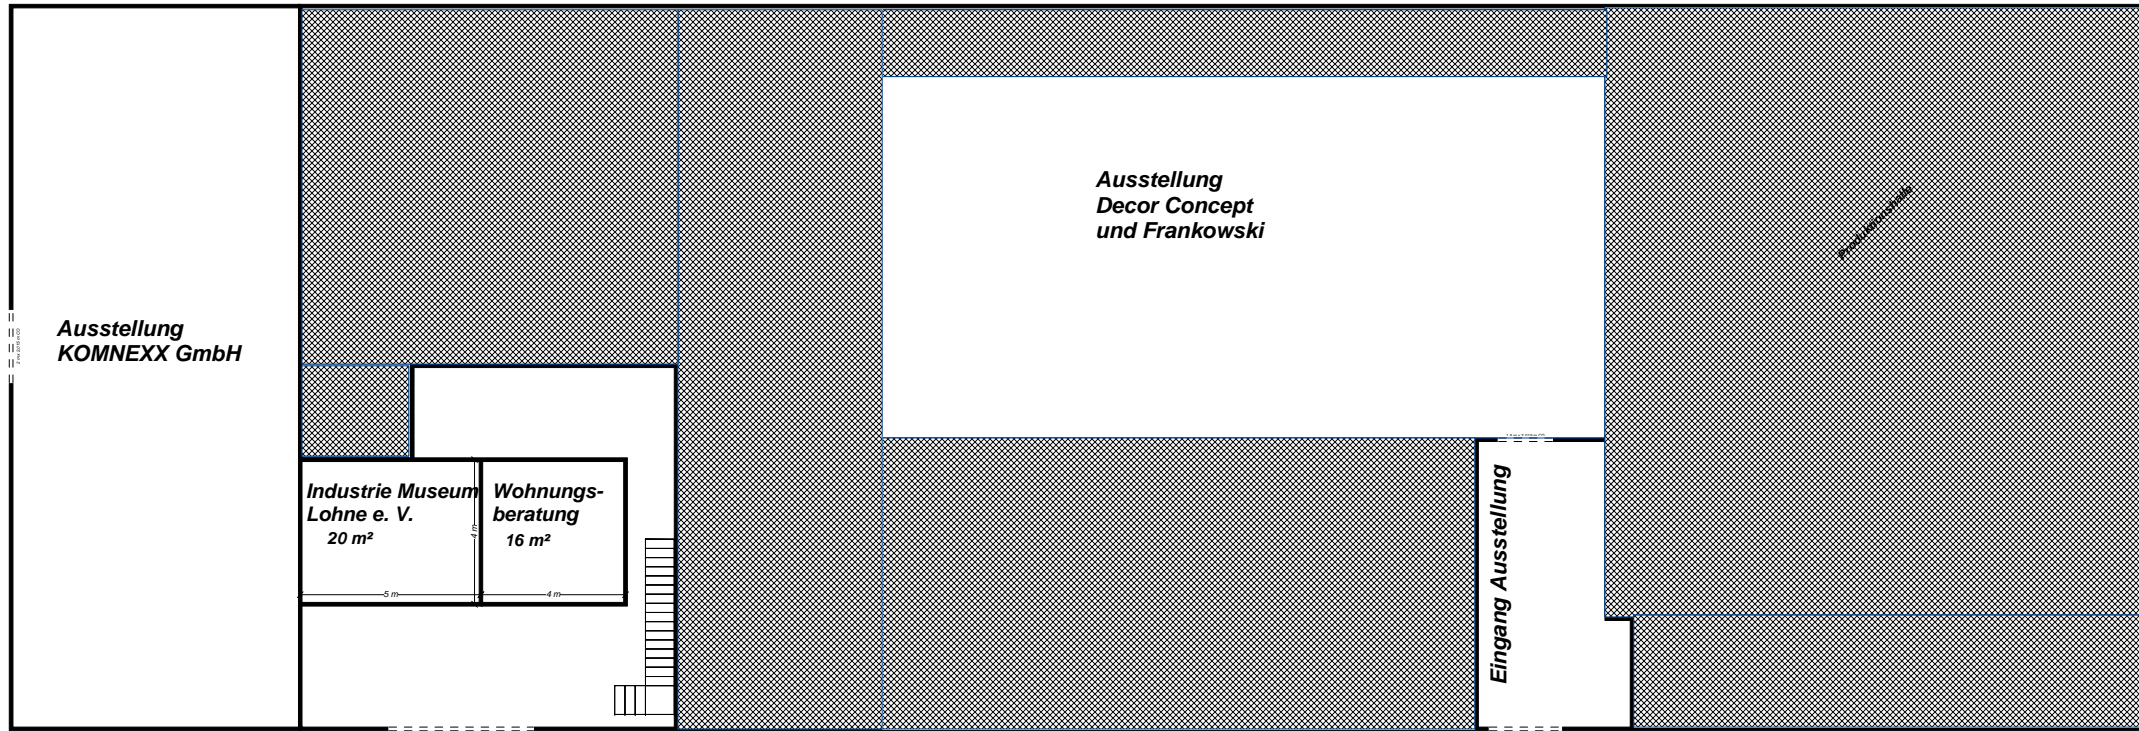 Ausstellung
KOMNEXX GmbH
Industrie Museum
Lohne e. V.
20 m²
5 m
4 m
Wohnungs-
beratung
16 m²
4 m
Ausstellung
Decor Concept
und Frankowski
Eingang Ausstellung
Produktionshalle